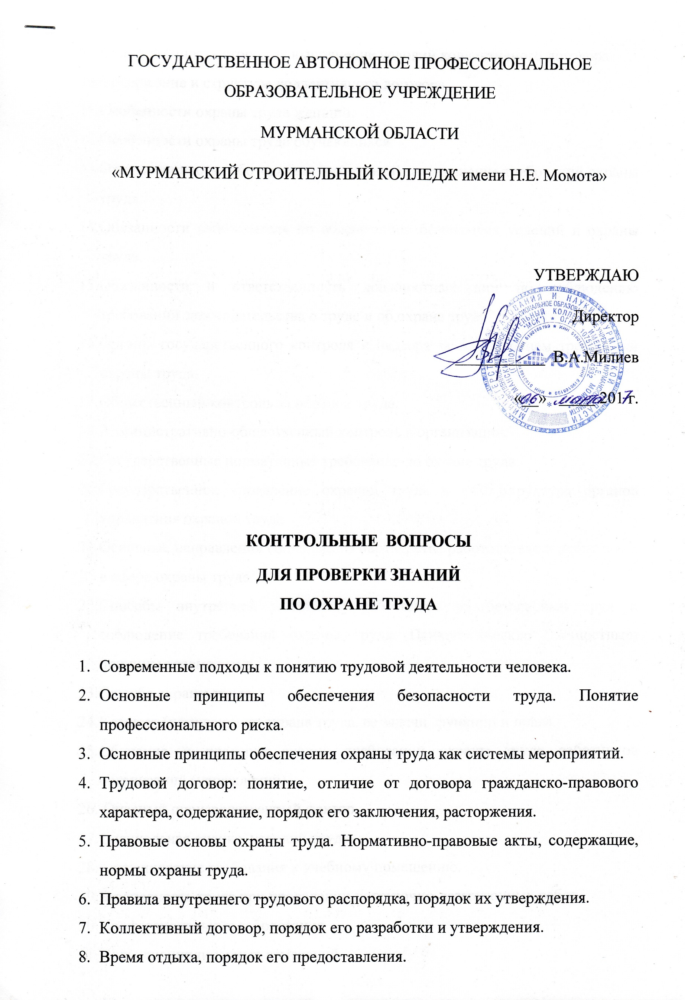 ГОСУДАРСТВЕННОЕ АВТОНОМНОЕ ПРОФЕССИОНАЛЬНОЕ
ОБРАЗОВАТЕЛЬНОЕ УЧРЕЖДЕНИЕ
МУРМАНСКОЙ ОБЛАСТИ
«МУРМАНСКИЙ СТРОИТЕЛЬНЫЙ КОЛЛЕДЖ имени Н.Е. Момота»
УТВЕРЖДАЮ
Директор
В.А.Милиев
«06» марта 2017г.
МСК
КОНТРОЛЬНЫЕ ВОПРОСЫ
ДЛЯ ПРОВЕРКИ ЗНАНИЙ
ПО ОХРАНЕ ТРУДА
1. Современные подходы к понятию трудовой деятельности человека.
2. Основные принципы обеспечения безопасности труда. Понятие
профессионального риска.
3. Основные принципы обеспечения охраны труда как системы мероприятий.
4. Трудовой договор: понятие, отличие от договора гражданско-правового
характера, содержание, порядок его заключения, расторжения.
5. Правовые основы охраны труда. Нормативно-правовые акты, содержащие,
нормы охраны труда.
6. Правила внутреннего трудового распорядка, порядок их утверждения.
7. Коллективный договор, порядок его разработки и утверждения.
8. Время отдыха, порядок его предоставления.